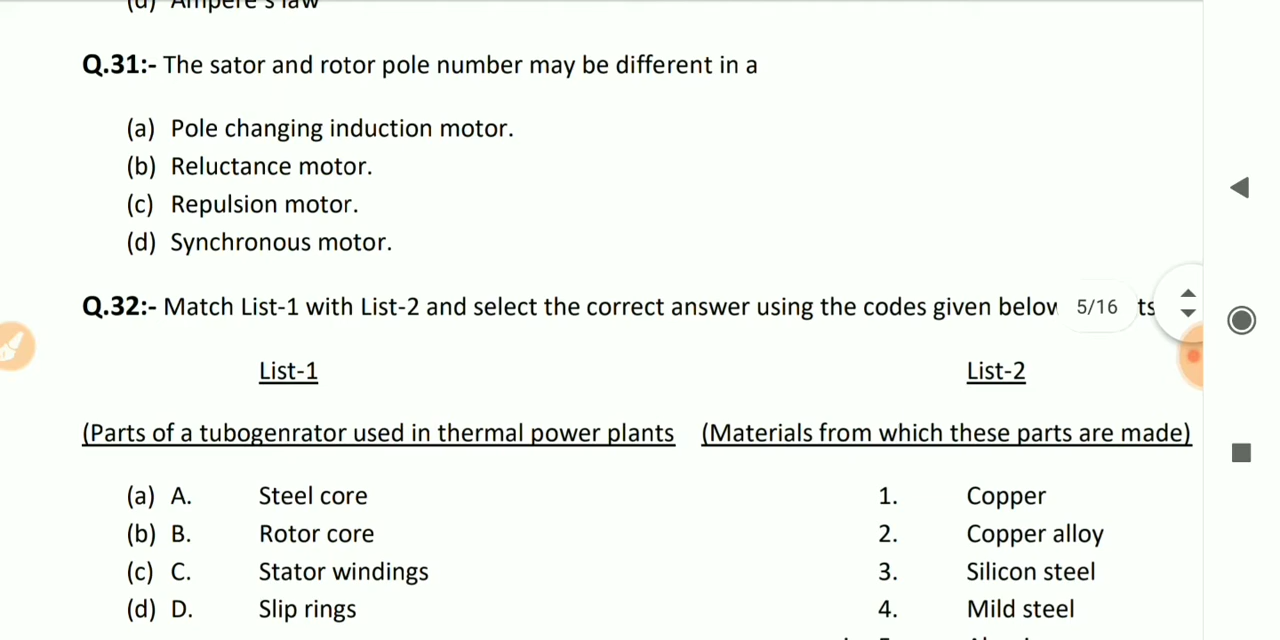 (d) Ampere's law
Q.31:- The sator and rotor pole number may be different in a
(a) Pole changing induction motor.
(b) Reluctance motor.
(c) Repulsion motor.
(d) Synchronous motor.
Q.32:- Match List-1 with List-2 and select the correct answer using the codes given below 5/16 ts
List-1 List-2
(Parts of a tubogenrator used in thermal power plants (Materials from which these parts are made)
(a) A. Steel core 1. Copper
(b) B. Rotor core 2. Copper alloy
(c) C. Stator windings 3. Silicon steel
(d) D. Slip rings 4. Mild steel